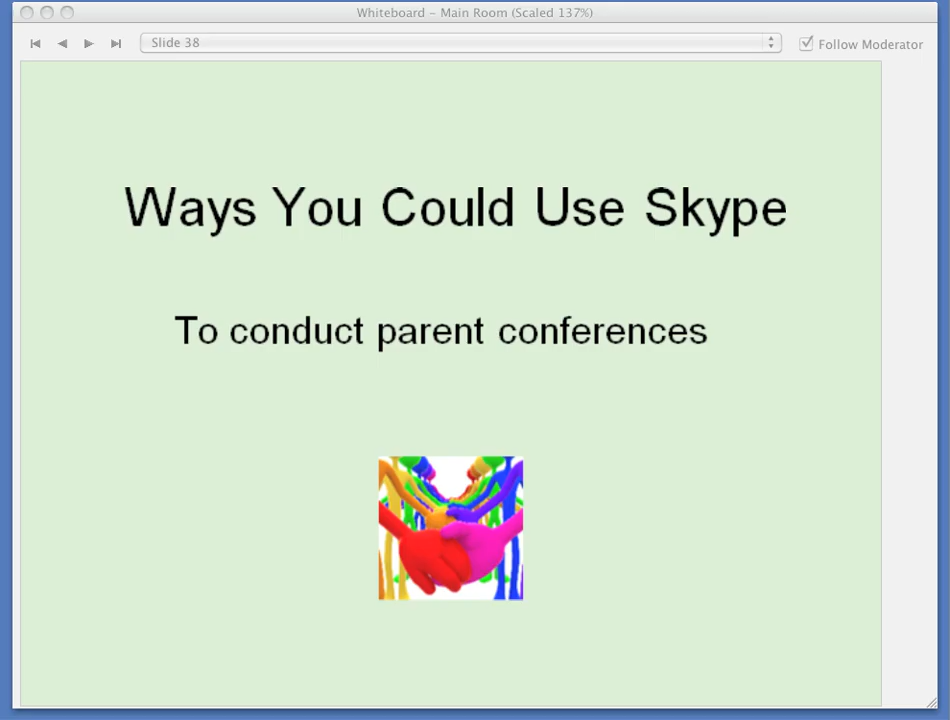 Whiteboard – Main Room (Scaled 137%)
Slide 38
Follow Moderator
Ways You Could Use Skype
To conduct parent conferences